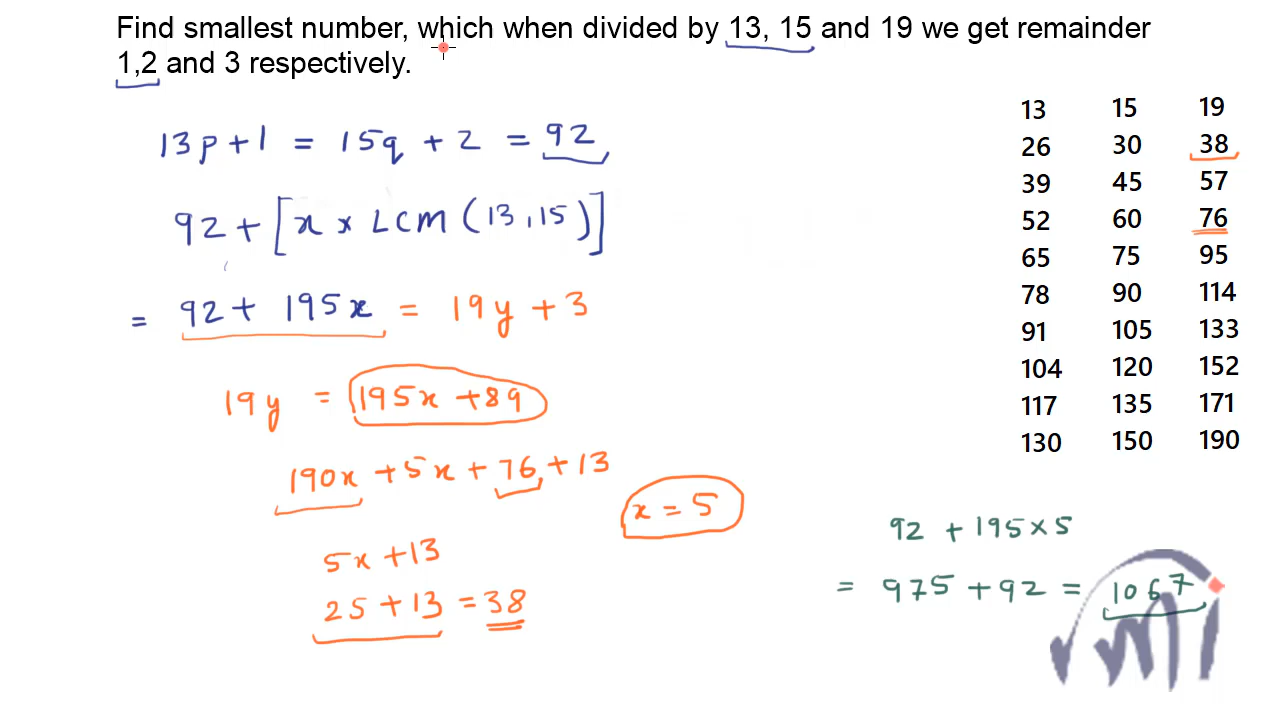 Find smallest number, which when divided by 13, 15 and 19 we get remainder
1,2 and 3 respectively.
13p+1 = 15q + 2 = 92
92 + [x × LCM (13,15)]
= 92 + 195x = 19y + 3
19y = 195x + 89
190x + 5x + 76 + 13
x = 5
5x + 13
25 + 13 = 38
13 15 19
26 30 38
39 45 57
52 60 76
65 75 95
78 90 114
91 105 133
104 120 152
117 135 171
130 150 190
92 + 195×5
= 975 + 92 = 1067